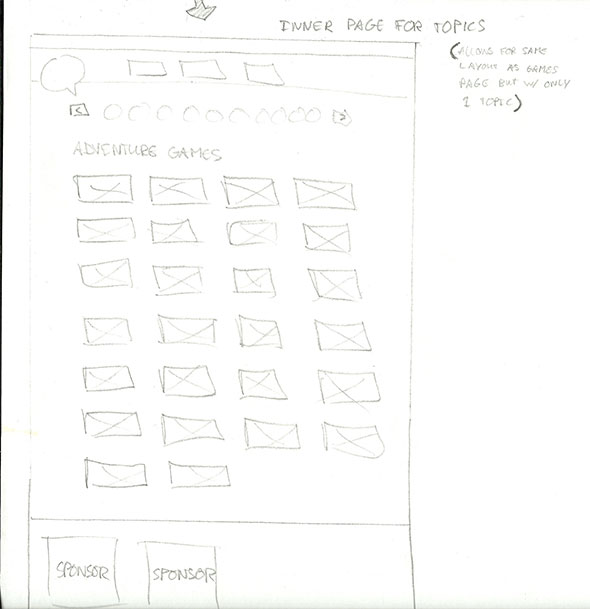 INNER PAGE FOR TOPICS
(ALLOWS FOR SAME
LAYOUT AS GAMES
PAGE BUT W/ ONLY
1 TOPIC)
< >
ADVENTURE GAMES
SPONSOR SPONSOR